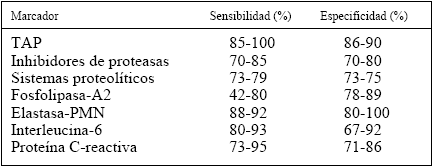 Marcador Sensibilidad (%) Especificidad (%)
TAP 85-100 86-90
Inhibidores de proteasas 70-85 70-80
Sistemas proteolíticos 73-79 73-75
Fosfolipasa-A2 42-80 78-89
Elastasa-PMN 88-92 80-100
Interleucina-6 80-93 67-92
Proteína C-reactiva 73-95 71-86